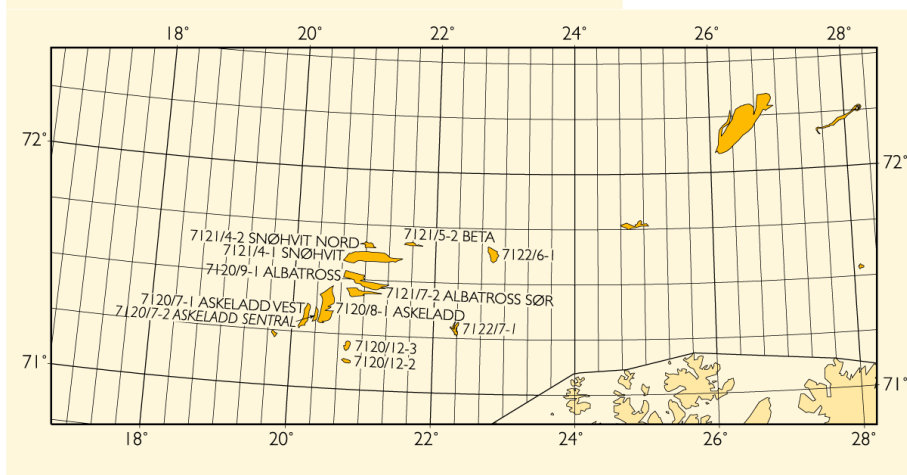 18° 20° 22° 24° 26° 28°
72°
72°
7121/4-2 SNØHVIT NORD
7121/5-2 BETA
7121/4-1 SNØHVIT
7122/6-1
7120/9-1 ALBATROSS
7121/7-2 ALBATROSS SØR
7120/7-1 ASKELADD VEST
7120/8-1 ASKELADD
7120/7-2 ASKELADD SENTRAL
7122/7-1
7120/12-3
7120/12-2
71°
71°
18° 20° 22° 24° 26° 28°